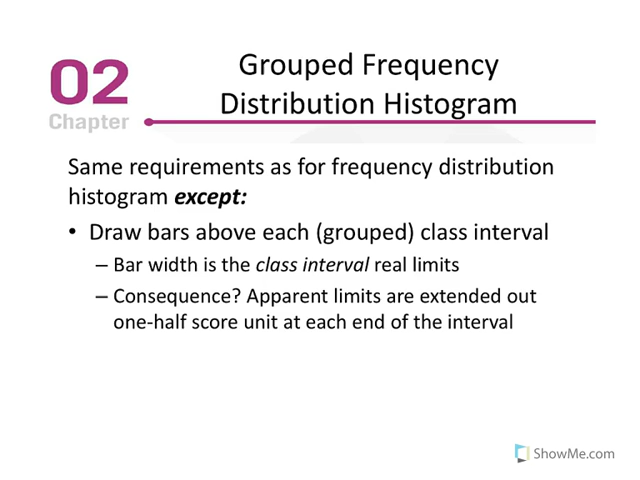 02
Chapter
Grouped Frequency
Distribution Histogram
Same requirements as for frequency distribution
histogram except:
• Draw bars above each (grouped) class interval
– Bar width is the class interval real limits
– Consequence? Apparent limits are extended out
one-half score unit at each end of the interval
ShowMe.com